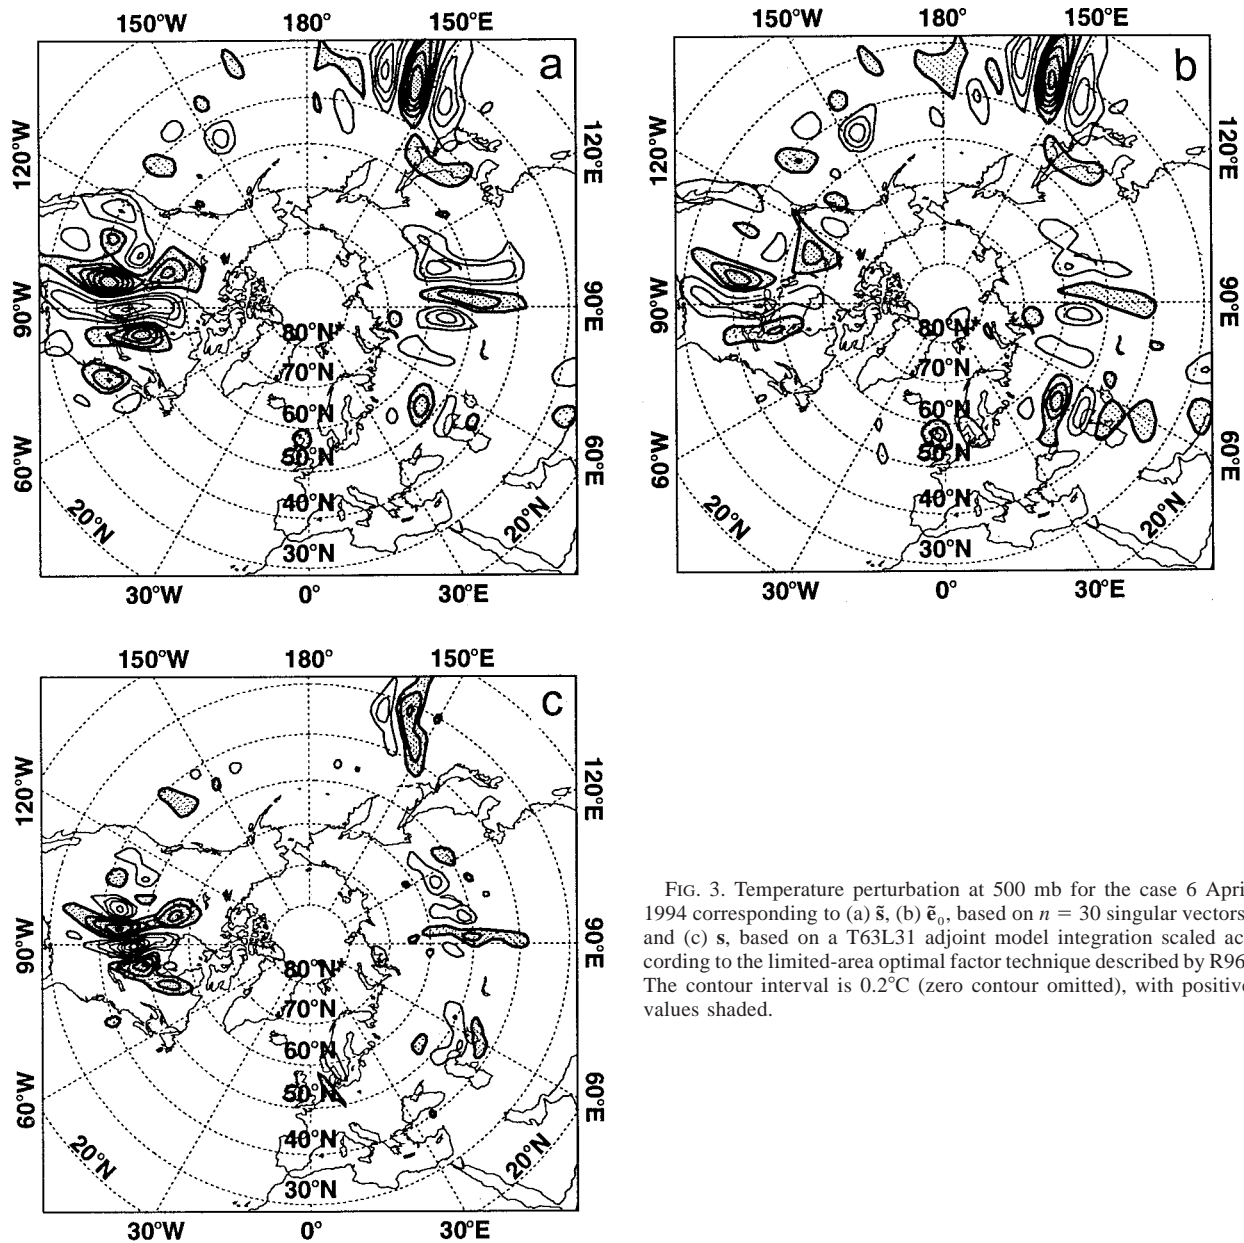 150°W 180° 150°E
a
120°W 120°E
90°W 90°E
60°W 60°E
80°N
70°N
60°N
50°N
40°N
30°N
20°N 20°N
30°W 0° 30°E
150°W 180° 150°E
b
120°W 120°E
90°W 90°E
60°W 60°E
80°N
70°N
60°N
50°N
40°N
30°N
20°N 20°N
30°W 0° 30°E
150°W 180° 150°E
c
120°W 120°E
90°W 90°E
60°W 60°E
80°N
70°N
60°N
50°N
40°N
30°N
20°N 20°N
30°W 0° 30°E
FIG. 3. Temperature perturbation at 500 mb for the case 6 Apri
1994 corresponding to (a) s̃, (b) ẽ₀, based on n = 30 singular vectors
and (c) s, based on a T63L31 adjoint model integration scaled ac
cording to the limited-area optimal factor technique described by R96
The contour interval is 0.2°C (zero contour omitted), with positive
values shaded.